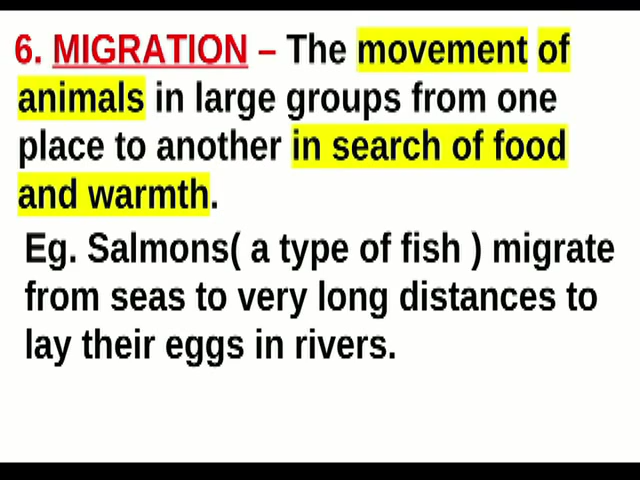 6. MIGRATION – The movement of
animals in large groups from one
place to another in search of food
and warmth.
Eg. Salmons( a type of fish ) migrate
from seas to very long distances to
lay their eggs in rivers.